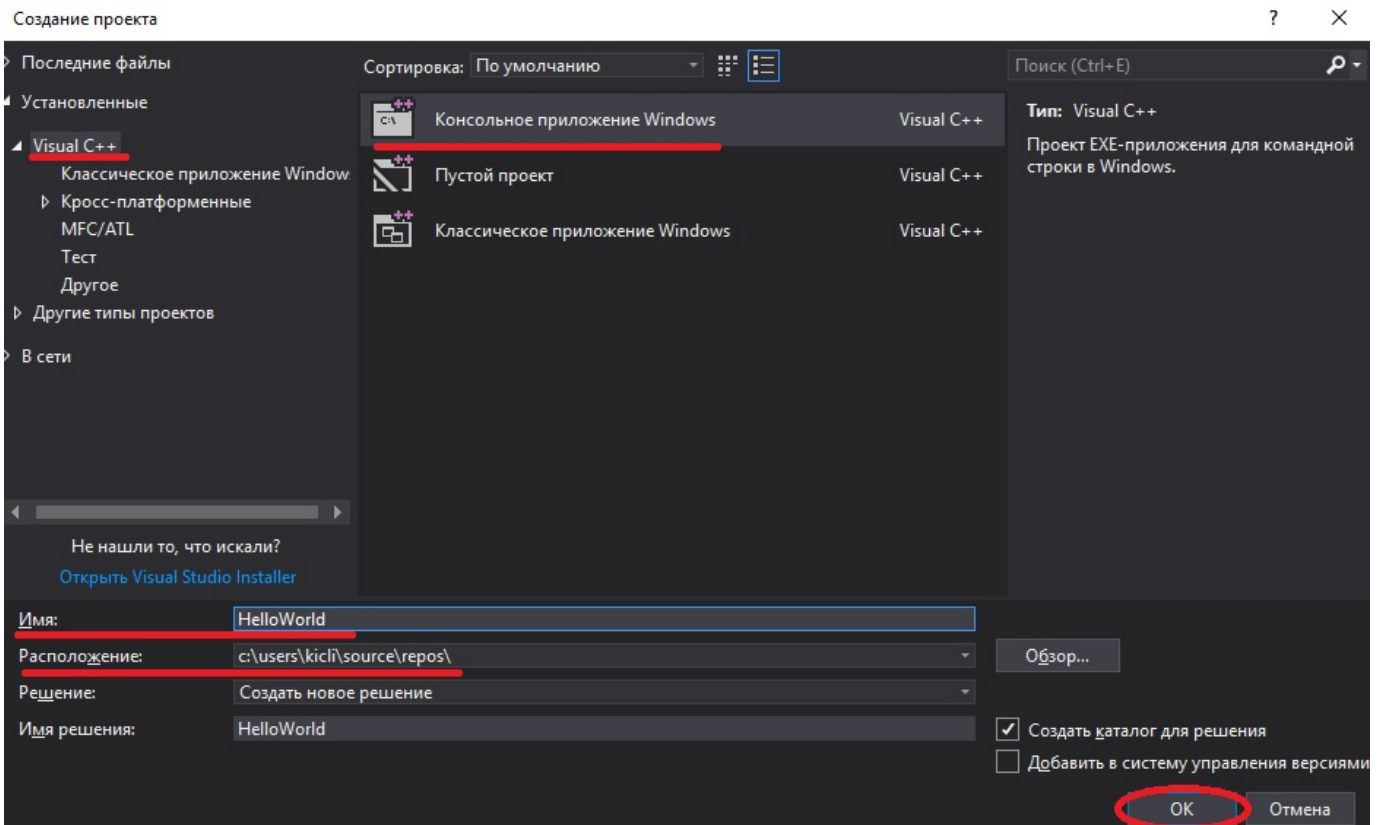 Создание проекта
?
Последние файлы
Установленные
Visual C++
Классическое приложение Window
Кросс-платформенные
MFC/ATL
Тест
Другое
Другие типы проектов
В сети
Не нашли то, что искали?
Открыть Visual Studio Installer
Сортировка: По умолчанию
C:\
Консольное приложение Windows Visual C++
Пустой проект Visual C++
Классическое приложение Windows Visual C++
Поиск (Ctrl+E)
Тип: Visual C++
Проект EXE-приложения для командной
строки в Windows.
Имя: HelloWorld
Расположение: c:\users\kicli\source\repos\
Обзор...
Решение: Создать новое решение
Имя решения: HelloWorld
Создать каталог для решения
Добавить в систему управления версиями
OK Отмена